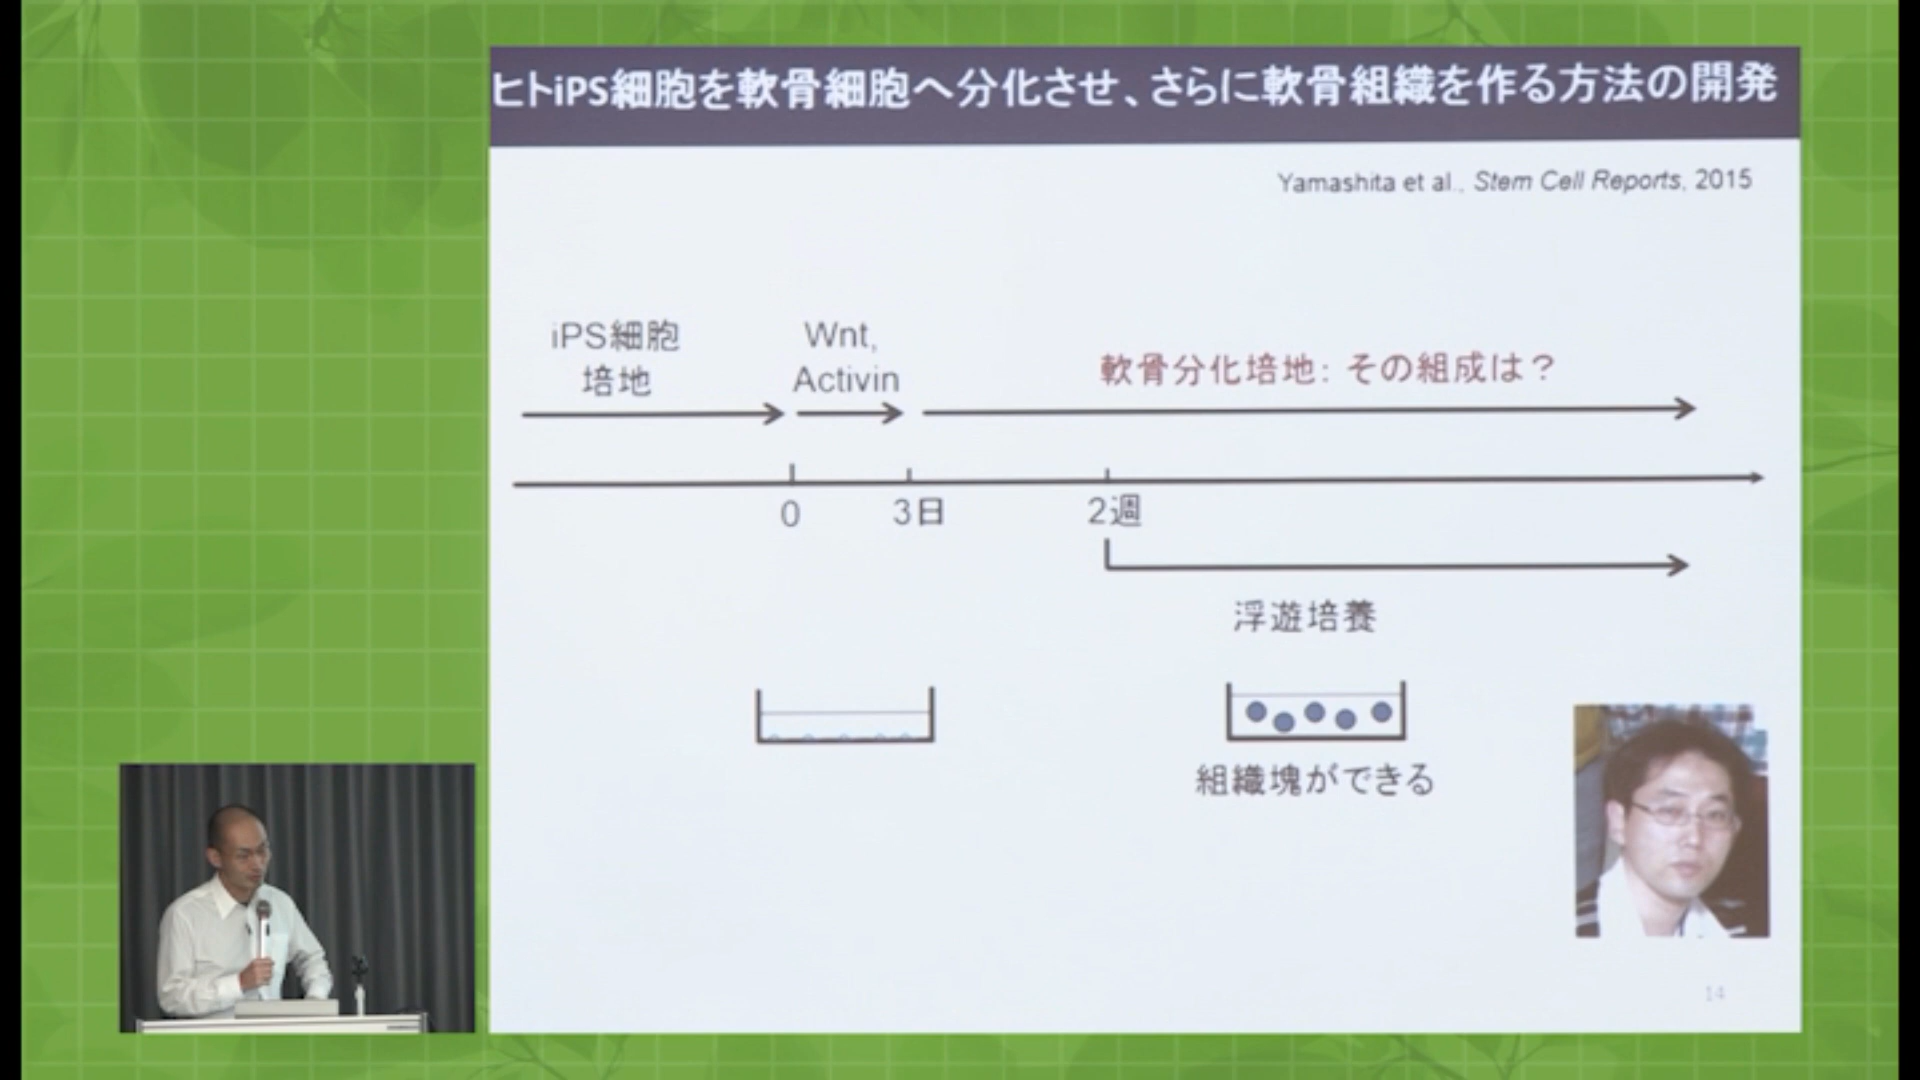 ヒトiPS細胞を軟骨細胞へ分化させ、さらに軟骨組織を作る方法の開発
Yamashita et al., Stem Cell Reports, 2015
iPS細胞
培地
Wnt,
Activin
軟骨分化培地: その組成は?
0
3日
2週
浮遊培養
組織塊ができる
14